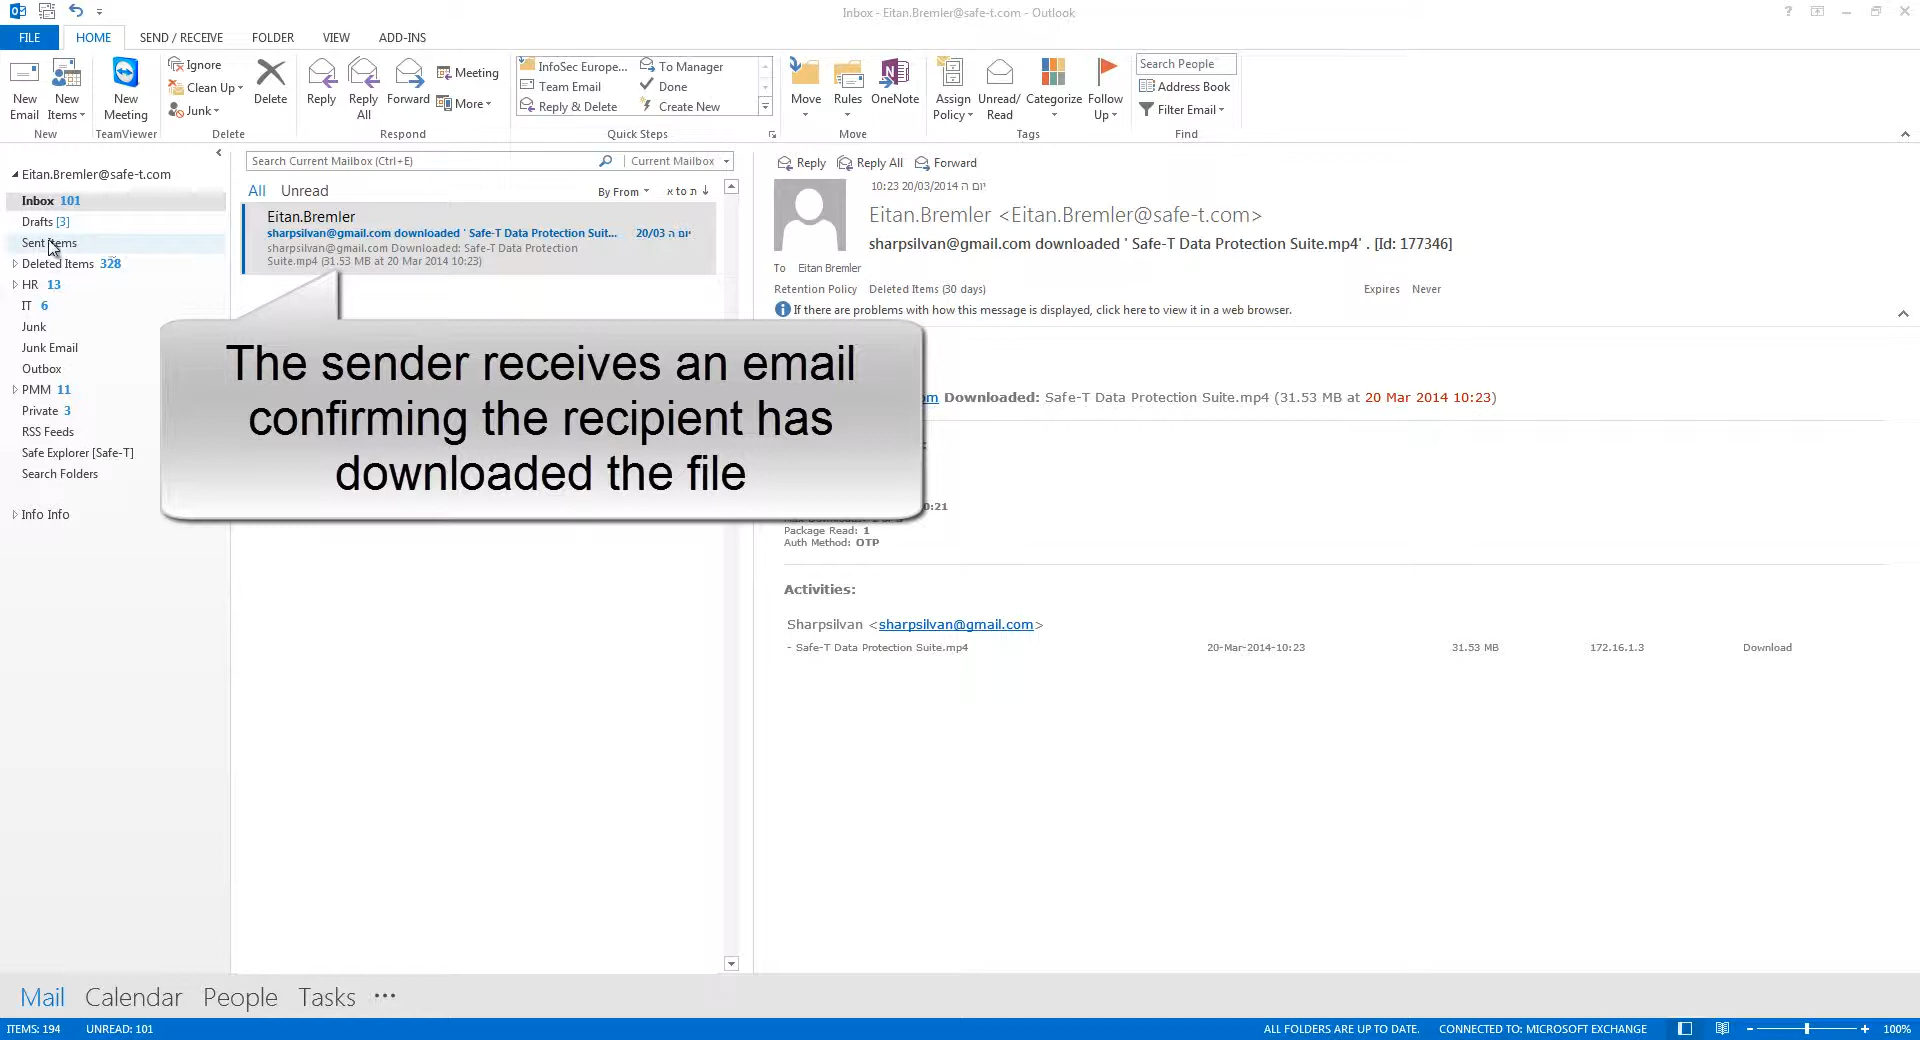 Inbox - Eitan.Bremler@safe-t.com - Outlook
FILE HOME SEND / RECEIVE FOLDER VIEW ADD-INS
New Email
New Items
New
New Meeting
TeamViewer
Ignore
Clean Up
Junk
Delete
Delete
Reply
Reply All
Forward
Meeting
More
Respond
InfoSec Europe...
Team Email
Reply & Delete
To Manager
Done
Create New
Quick Steps
Move
Rules
OneNote
Move
Assign Policy
Unread/ Read
Categorize
Follow Up
Tags
Search People
Address Book
Filter Email
Find
Eitan.Bremler@safe-t.com
Inbox 101
Drafts [3]
Sent Items
Deleted Items 328
HR 13
IT 6
Junk
Junk Email
Outbox
PMM 11
Private 3
RSS Feeds
Safe Explorer [Safe-T]
Search Folders
Info Info
Search Current Mailbox (Ctrl+E) Current Mailbox
All Unread By From א to ת
Eitan.Bremler
sharpsilvan@gmail.com downloaded ' Safe-T Data Protection Suit... יום ה 20/03
sharpsilvan@gmail.com Downloaded: Safe-T Data Protection
Suite.mp4 (31.53 MB at 20 Mar 2014 10:23)
The sender receives an email
confirming the recipient has
downloaded the file
Reply Reply All Forward
יום ה 20/03/2014 10:23
Eitan.Bremler <Eitan.Bremler@safe-t.com>
sharpsilvan@gmail.com downloaded ' Safe-T Data Protection Suite.mp4' . [Id: 177346]
To Eitan Bremler
Retention Policy Deleted Items (30 days) Expires Never
If there are problems with how this message is displayed, click here to view it in a web browser.
om Downloaded: Safe-T Data Protection Suite.mp4 (31.53 MB at 20 Mar 2014 10:23)
0:21
Package Read: 1
Auth Method: OTP
Activities:
Sharpsilvan <sharpsilvan@gmail.com>
- Safe-T Data Protection Suite.mp4 20-Mar-2014-10:23 31.53 MB 172.16.1.3 Download
Mail Calendar People Tasks ...
ITEMS: 194 UNREAD: 101 ALL FOLDERS ARE UP TO DATE. CONNECTED TO: MICROSOFT EXCHANGE 100%